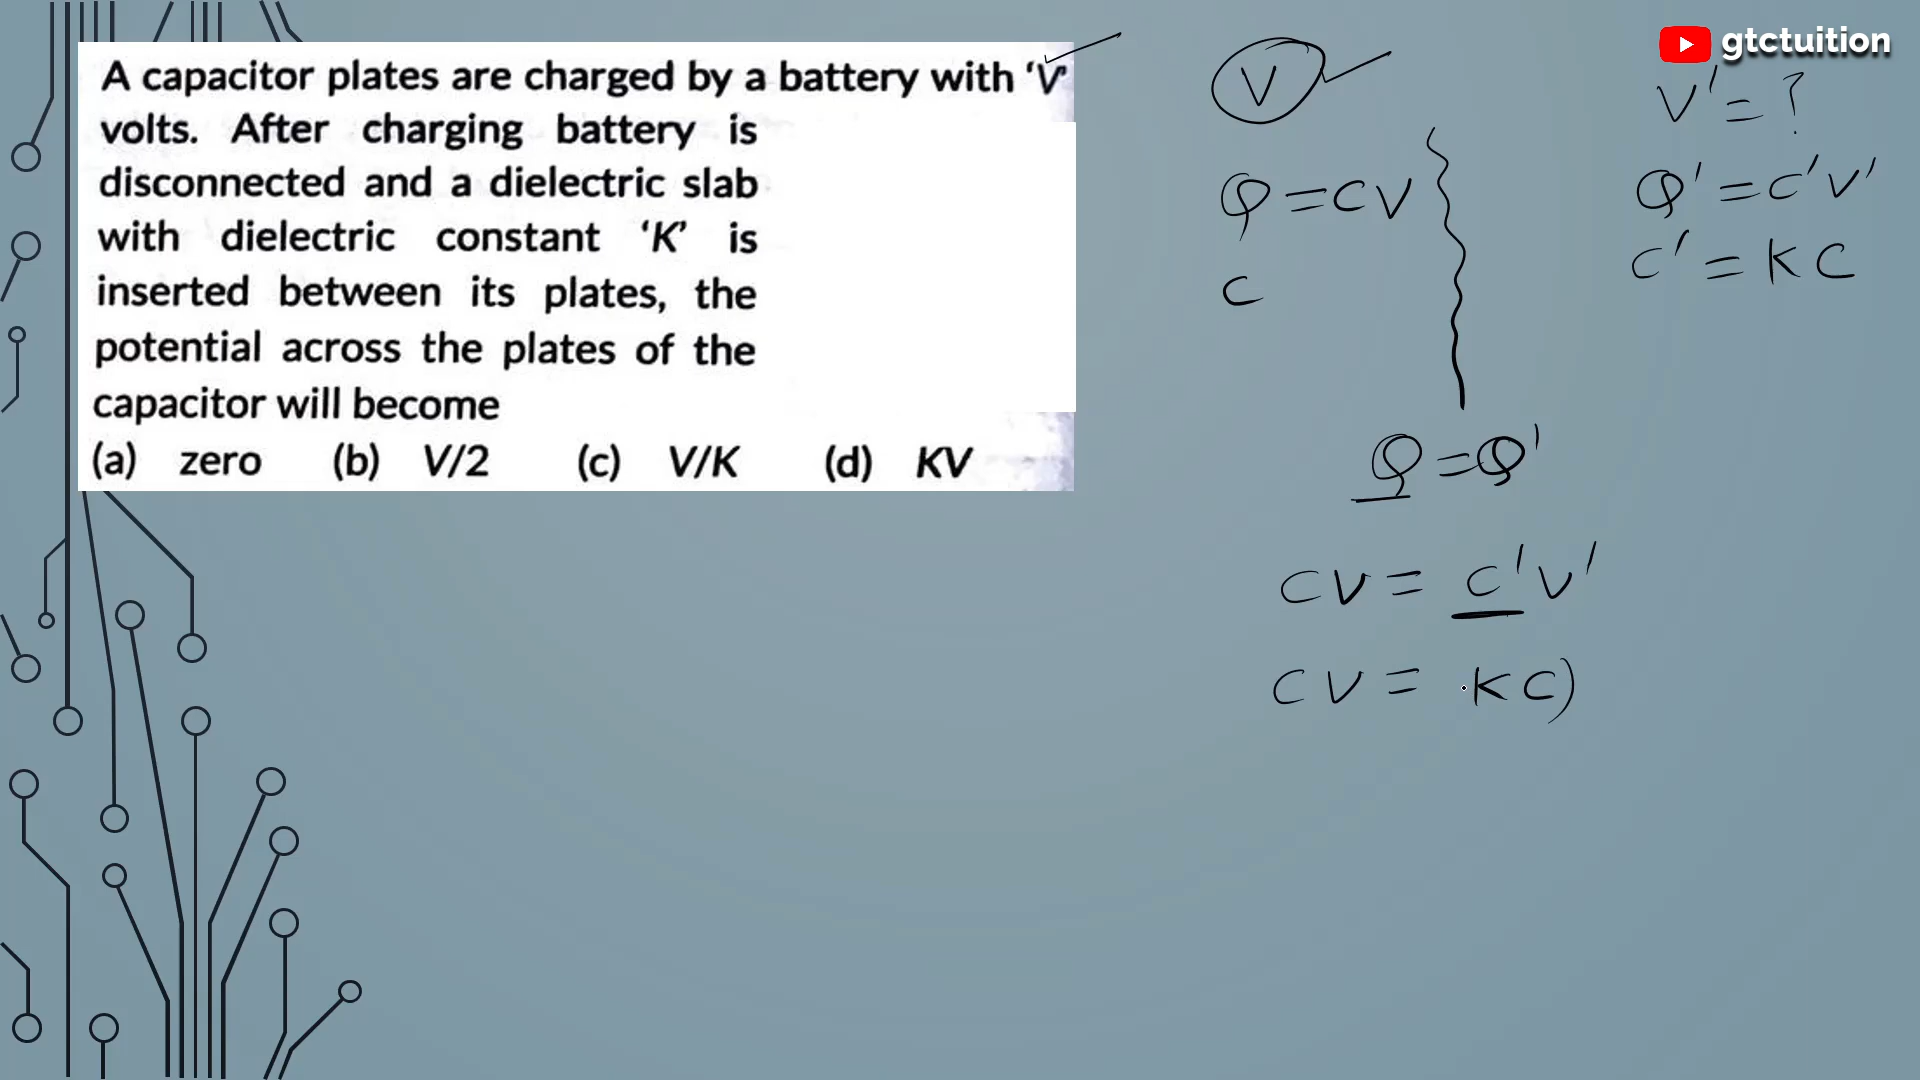 gtctuition
A capacitor plates are charged by a battery with ‘V’
volts. After charging battery is
disconnected and a dielectric slab
with dielectric constant ‘K’ is
inserted between its plates, the
potential across the plates of the
capacitor will become
(a) zero (b) V/2 (c) V/K (d) KV
V
Q = CV
C
V' = ?
Q' = C'V'
C' = KC
Q = Q'
CV = C'V'
CV = KC)